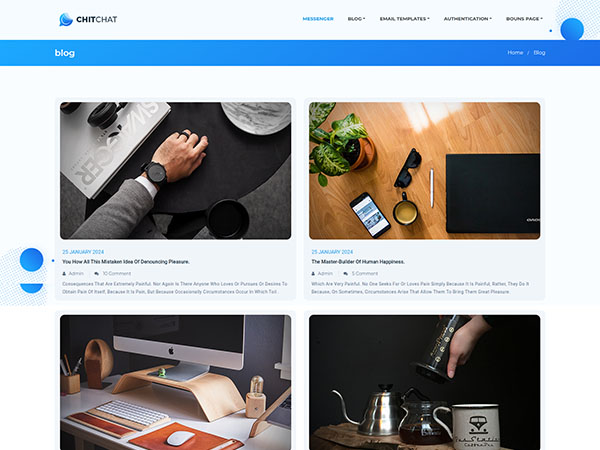 CHITCHAT
MESSENGER BLOG EMAIL TEMPLATES AUTHENTICATION BOUNS PAGE
blog
Home / Blog
SWAGGER
25 JANUARY 2024
You How All This Mistaken Idea Of Denouncing Pleasure.
Admin 10 Comment
Consequences That Are Extremely Painful. Nor Again Is There Anyone Who Loves Or Pursues Or Desires To
Obtain Pain Of Itself, Because It Is Pain, But Because Occasionally Circumstances Occur In Which Toil.
25 JANUARY 2024
The Master-Builder Of Human Happiness.
Admin 5 Comment
Which Are Very Painful. No One Seeks For Or Loves Pain Simply Because It Is Painful, Rather, They Do It
Because, On Sometimes, Circumstances Arise That Allow Them To Bring Them Great Pleasure.